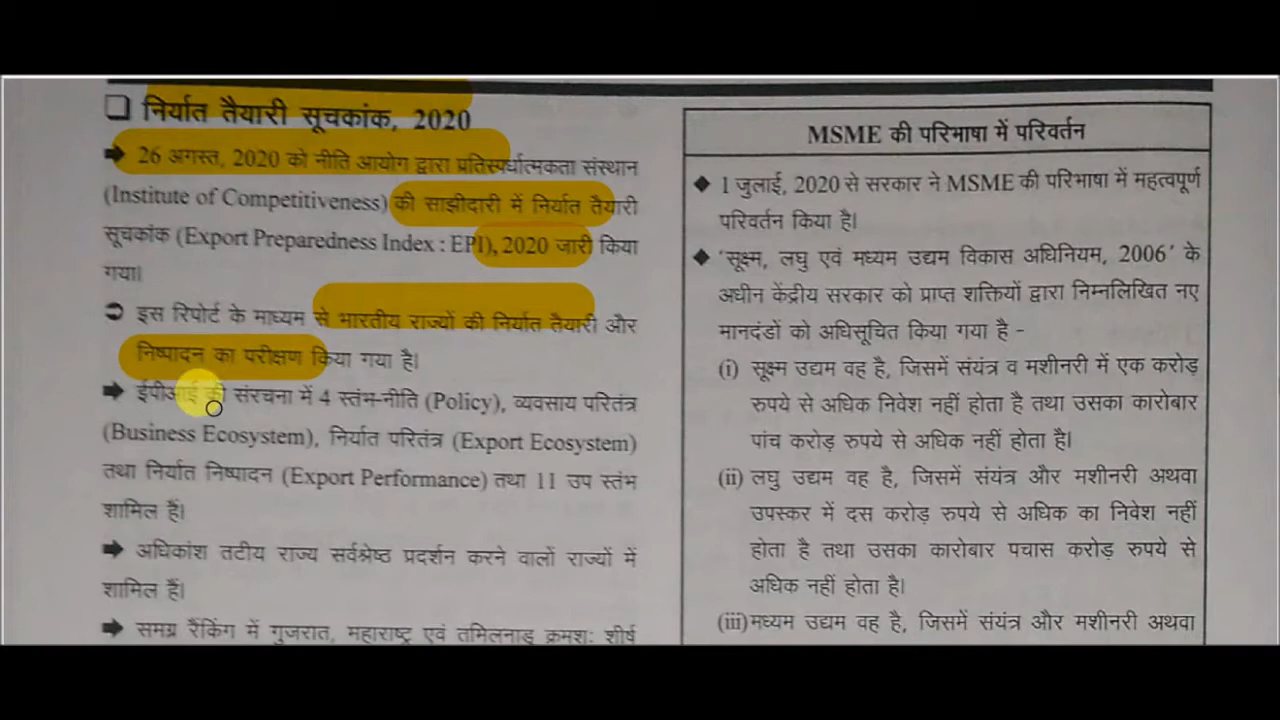 ❑ निर्यात तैयारी सूचकांक, 2020
➡ 26 अगस्त, 2020 को नीति आयोग द्वारा प्रतिस्पर्धात्मकता संस्थान
(Institute of Competitiveness) की साझीदारी में निर्यात तैयारी
सूचकांक (Export Preparedness Index : EPI), 2020 जारी किया
गया।
➲ इस रिपोर्ट के माध्यम से भारतीय राज्यों की निर्यात तैयारी और
निष्पादन का परीक्षण किया गया है।
➡ ईपीआई की संरचना में 4 स्तंभ-नीति (Policy), व्यवसाय परितंत्र
(Business Ecosystem), निर्यात परितंत्र (Export Ecosystem)
तथा निर्यात निष्पादन (Export Performance) तथा 11 उप स्तंभ
शामिल हैं।
➡ अधिकांश तटीय राज्य सर्वश्रेष्ठ प्रदर्शन करने वालों राज्यों में
शामिल हैं।
➡ समग्र रैंकिंग में गुजरात, महाराष्ट्र एवं तमिलनाडु क्रमशः शीर्ष
MSME की परिभाषा में परिवर्तन
◆ 1 जुलाई, 2020 से सरकार ने MSME की परिभाषा में महत्वपूर्ण
परिवर्तन किया है।
◆ 'सूक्ष्म, लघु एवं मध्यम उद्यम विकास अधिनियम, 2006' के
अधीन केंद्रीय सरकार को प्राप्त शक्तियों द्वारा निम्नलिखित नए
मानदंडों को अधिसूचित किया गया है -
(i) सूक्ष्म उद्यम वह है, जिसमें संयंत्र व मशीनरी में एक करोड़
रुपये से अधिक निवेश नहीं होता है तथा उसका कारोबार
पांच करोड़ रुपये से अधिक नहीं होता है।
(ii) लघु उद्यम वह है, जिसमें संयंत्र और मशीनरी अथवा
उपस्कर में दस करोड़ रुपये से अधिक का निवेश नहीं
होता है तथा उसका कारोबार पचास करोड़ रुपये से
अधिक नहीं होता है।
(iii) मध्यम उद्यम वह है, जिसमें संयंत्र और मशीनरी अथवा